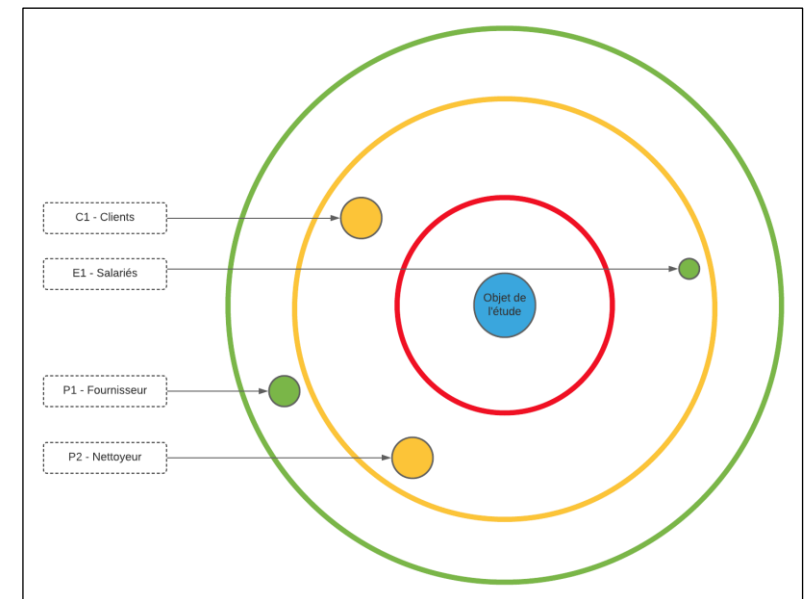 C1 - Clients
E1 - Salariés
Objet de
l'étude
P1 - Fournisseur
P2 - Nettoyeur